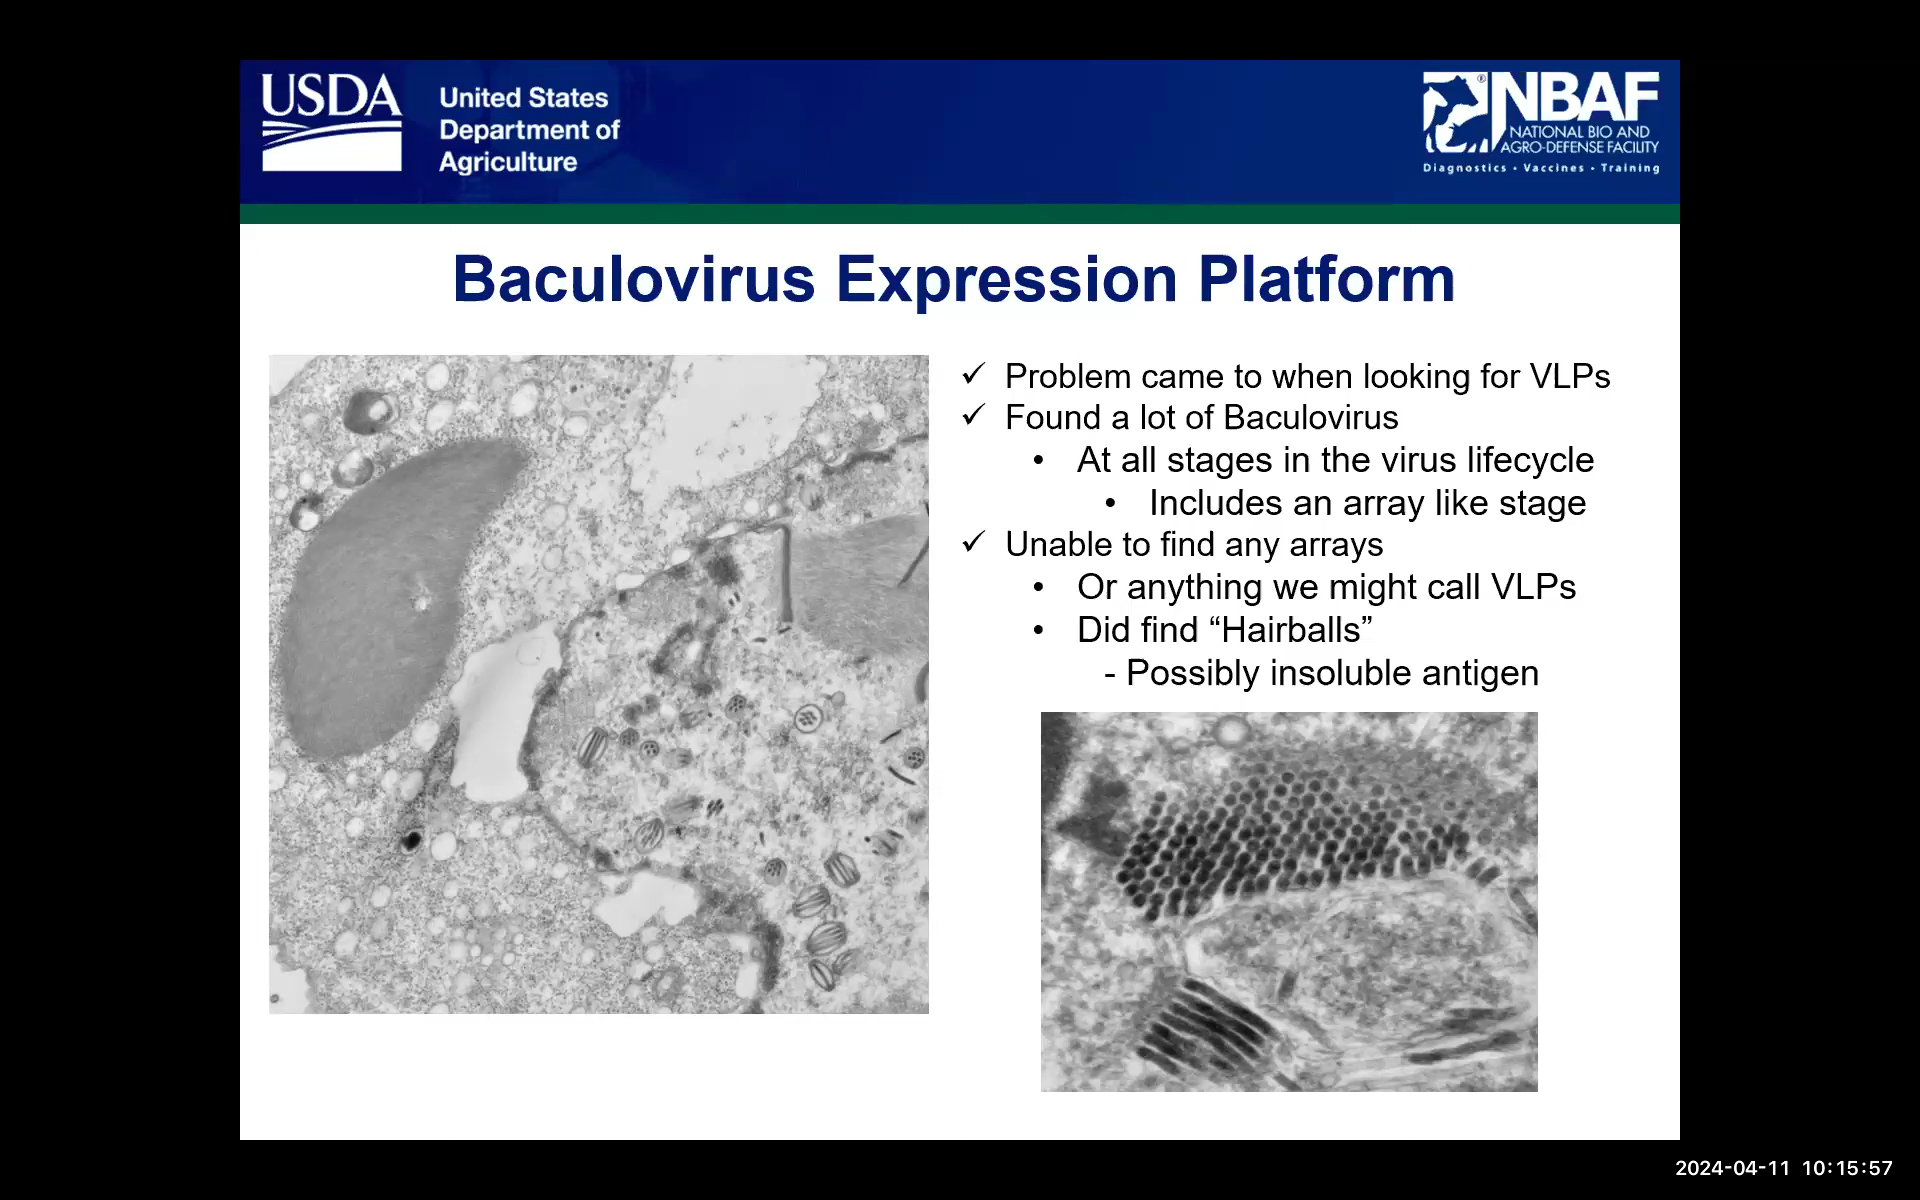 USDA
United States
Department of
Agriculture
®
NBAF
NATIONAL BIO AND
AGRO-DEFENSE FACILITY
Diagnostics • Vaccines • Training
Baculovirus Expression Platform
✓ Problem came to when looking for VLPs
✓ Found a lot of Baculovirus
• At all stages in the virus lifecycle
• Includes an array like stage
✓ Unable to find any arrays
• Or anything we might call VLPs
• Did find “Hairballs”
- Possibly insoluble antigen
2024-04-11 10:15:57